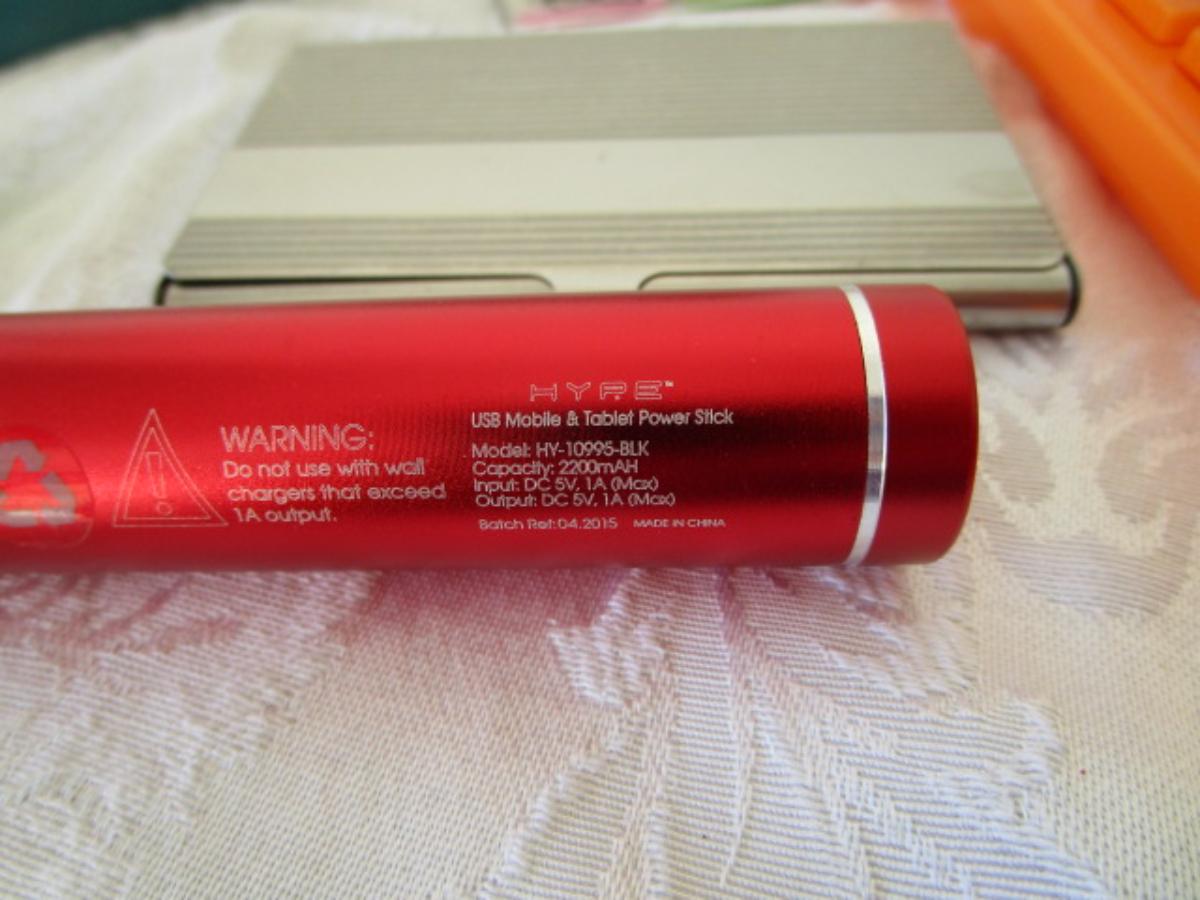 WARNING:
Do not use with wall
chargers that exceed
1A output.
HYPE™
USB Mobile & Tablet Power Stick
Model: HY-10995-BLK
Capacity: 2200mAH
Input: DC 5V, 1A (Max)
Output: DC 5V, 1A (Max)
Batch Ref: 04.2015 MADE IN CHINA